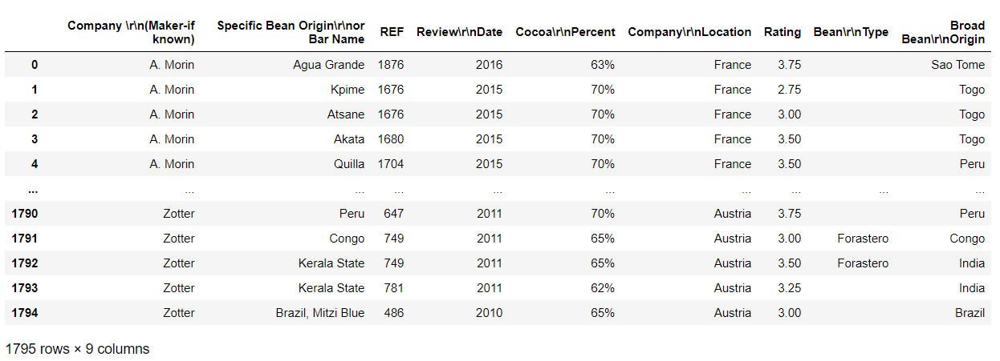 Company \r\n(Maker-if known) Specific Bean Origin\r\nor Bar Name REF Review\r\nDate Cocoa\r\nPercent Company\r\nLocation Rating Bean\r\nType Broad Bean\r\nOrigin
0 A. Morin Agua Grande 1876 2016 63% France 3.75 Sao Tome
1 A. Morin Kpime 1676 2015 70% France 2.75 Togo
2 A. Morin Atsane 1676 2015 70% France 3.00 Togo
3 A. Morin Akata 1680 2015 70% France 3.50 Togo
4 A. Morin Quilla 1704 2015 70% France 3.50 Peru
... ... ... ... ... ... ... ... ... ...
1790 Zotter Peru 647 2011 70% Austria 3.75 Peru
1791 Zotter Congo 749 2011 65% Austria 3.00 Forastero Congo
1792 Zotter Kerala State 749 2011 65% Austria 3.50 Forastero India
1793 Zotter Kerala State 781 2011 62% Austria 3.25 India
1794 Zotter Brazil, Mitzi Blue 486 2010 65% Austria 3.00 Brazil
1795 rows × 9 columns